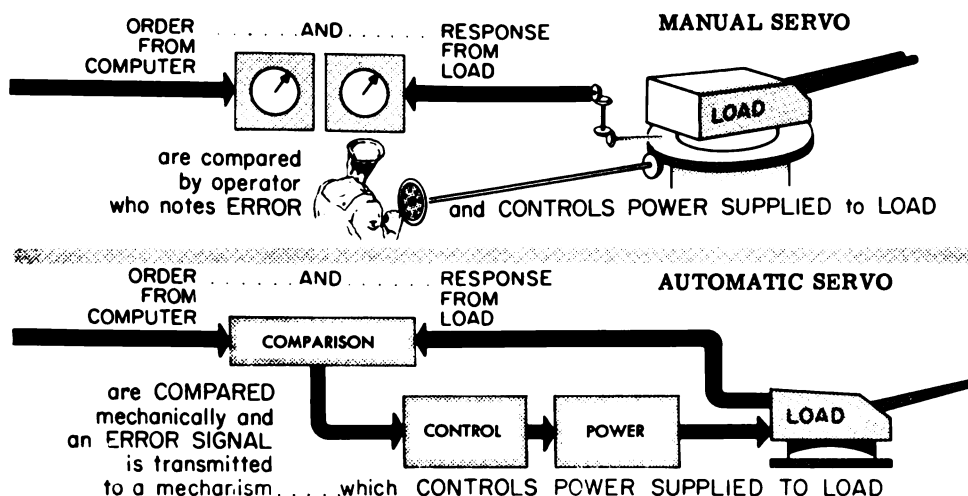 MANUAL SERVO
ORDER . . . . . . AND . . . . . . RESPONSE
FROM FROM
COMPUTER LOAD
LOAD
are compared
by operator
who notes ERROR and CONTROLS POWER SUPPLIED to LOAD
AUTOMATIC SERVO
ORDER . . . . . . AND . . . . . . RESPONSE
FROM FROM
COMPUTER LOAD
COMPARISON
are COMPARED
mechanically and
an ERROR SIGNAL
is transmitted
CONTROL POWER LOAD
to a mechanism . . . . . which CONTROLS POWER SUPPLIED TO LOAD